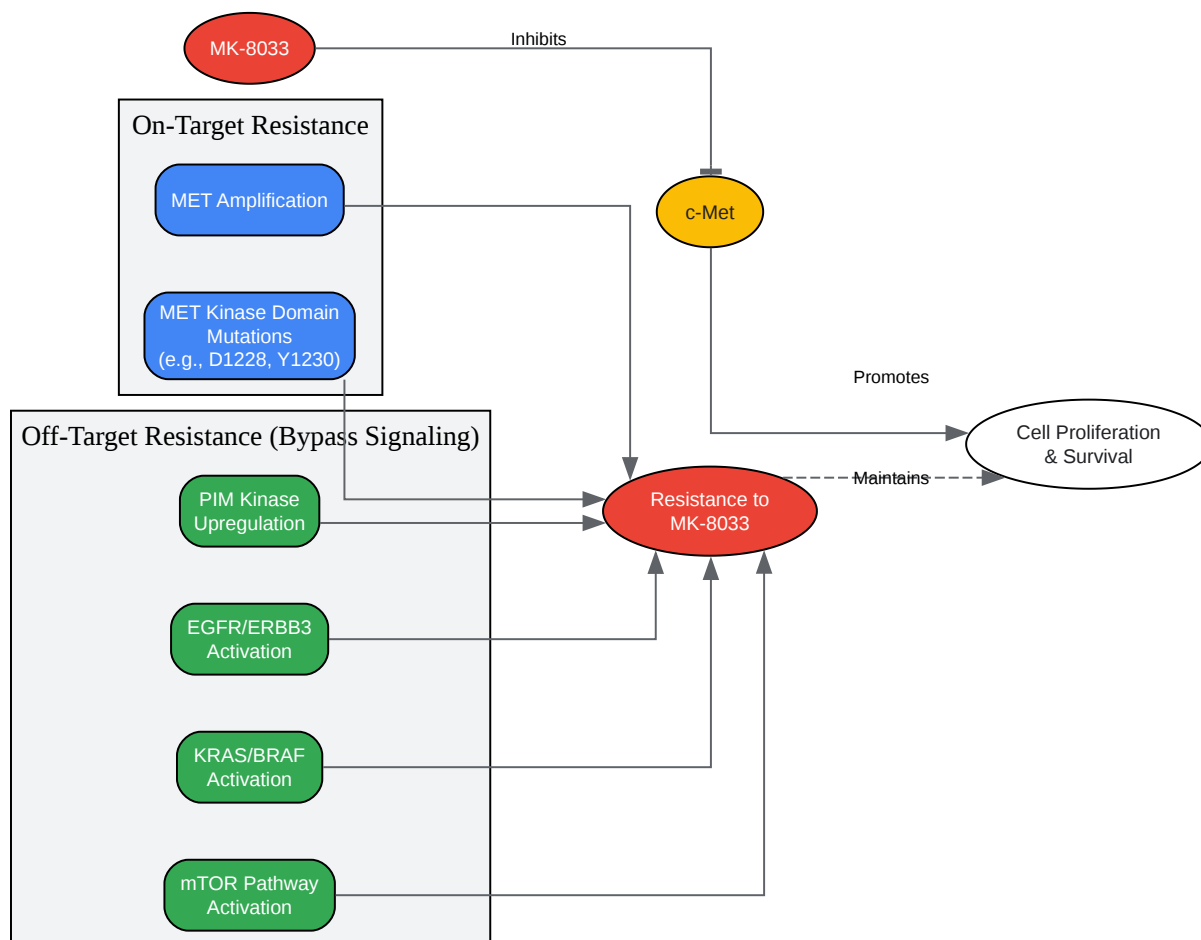 MK-8033
Inhibits
On-Target Resistance
MET Amplification
c-Met
MET Kinase Domain
Mutations
(e.g., D1228, Y1230)
Promotes
Off-Target Resistance (Bypass Signaling)
Cell Proliferation
& Survival
PIM Kinase
Upregulation
Resistance to
MK-8033
Maintains
EGFR/ERBB3
Activation
KRAS/BRAF
Activation
mTOR Pathway
Activation